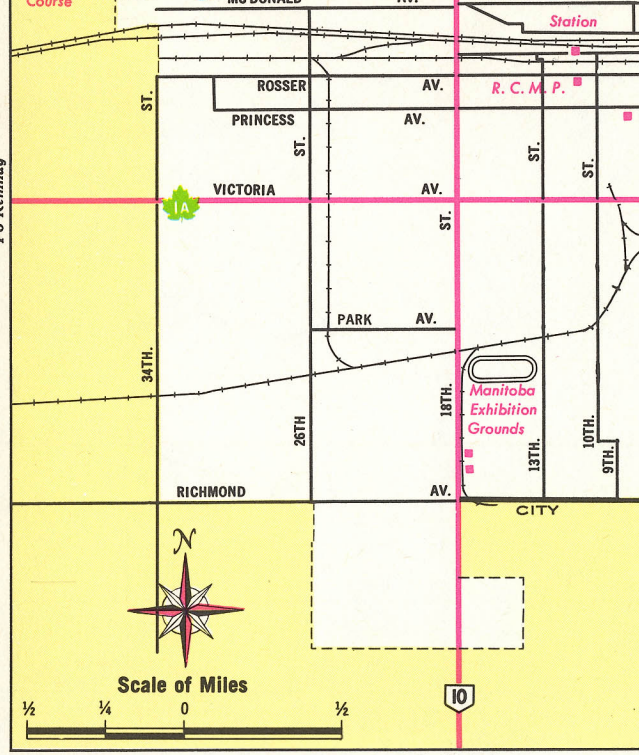 Course
McDONALD AV.
Station
ROSSER AV.
R. C. M. P.
PRINCESS AV.
ST.
ST.
ST.
ST.
VICTORIA AV.
ST.
1A
PARK AV.
34TH.
26TH
18TH.
Manitoba
Exhibition
Grounds
13TH.
10TH.
9TH.
RICHMOND AV.
CITY
N
Scale of Miles
½ ¼ 0 ½
10